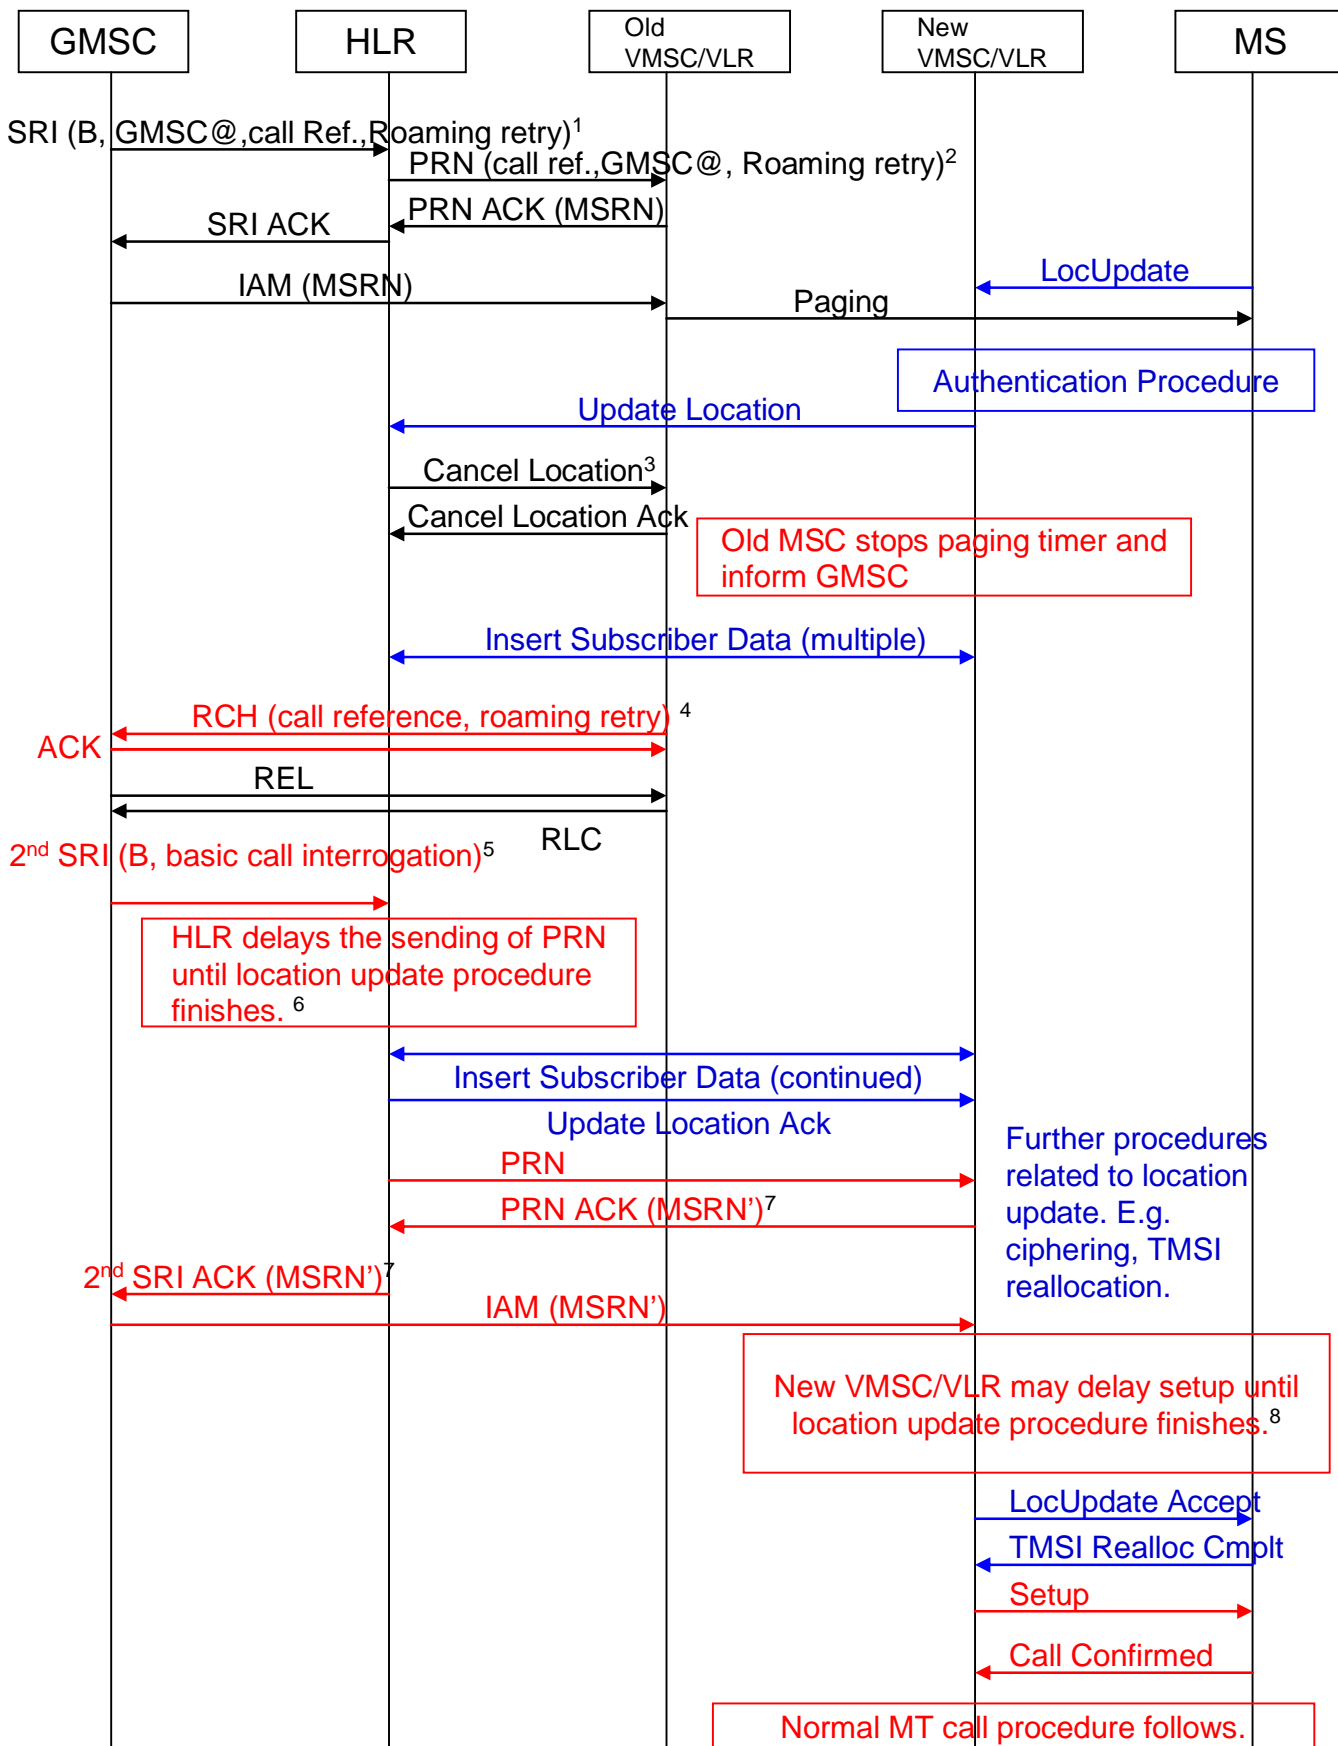 GMSC
HLR
Old
VMSC/VLR
New
VMSC/VLR
MS
SRI (B, GMSC@,call Ref.,Roaming retry)1
PRN (call ref.,GMSC@, Roaming retry)2
PRN ACK (MSRN)
SRI ACK
LocUpdate
IAM (MSRN)
Paging
Authentication Procedure
Update Location
Cancel Location3
Cancel Location Ack
Old MSC stops paging timer and
inform GMSC
Insert Subscriber Data (multiple)
RCH (call reference, roaming retry) 4
ACK
REL
RLC
2nd SRI (B, basic call interrogation)5
HLR delays the sending of PRN
until location update procedure
finishes. 6
Insert Subscriber Data (continued)
Update Location Ack
Further procedures
related to location
update. E.g.
ciphering, TMSI
reallocation.
PRN
PRN ACK (MSRN’)7
2nd SRI ACK (MSRN’)7
IAM (MSRN’)
New VMSC/VLR may delay setup until
location update procedure finishes.8
LocUpdate Accept
TMSI Realloc Cmplt
Setup
Call Confirmed
Normal MT call procedure follows.